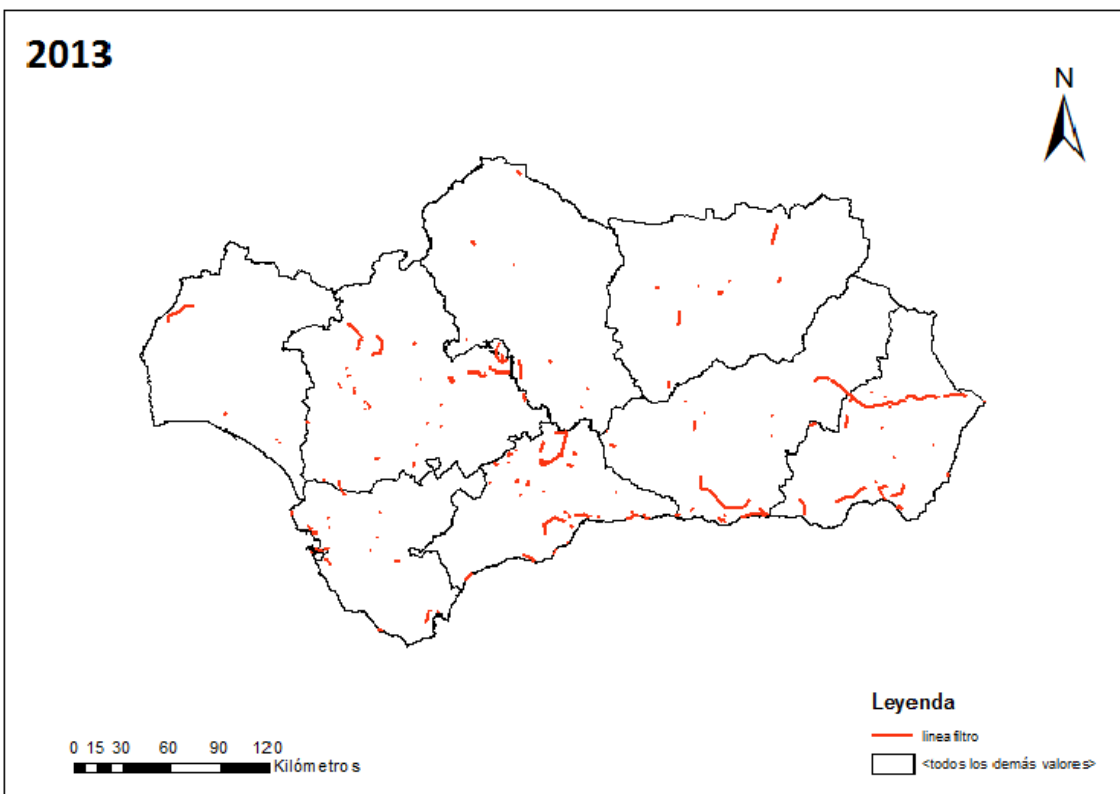 2013
N
Leyenda
linea filtro
<todos los demás valores>
0 15 30 60 90 120
Kilómetros